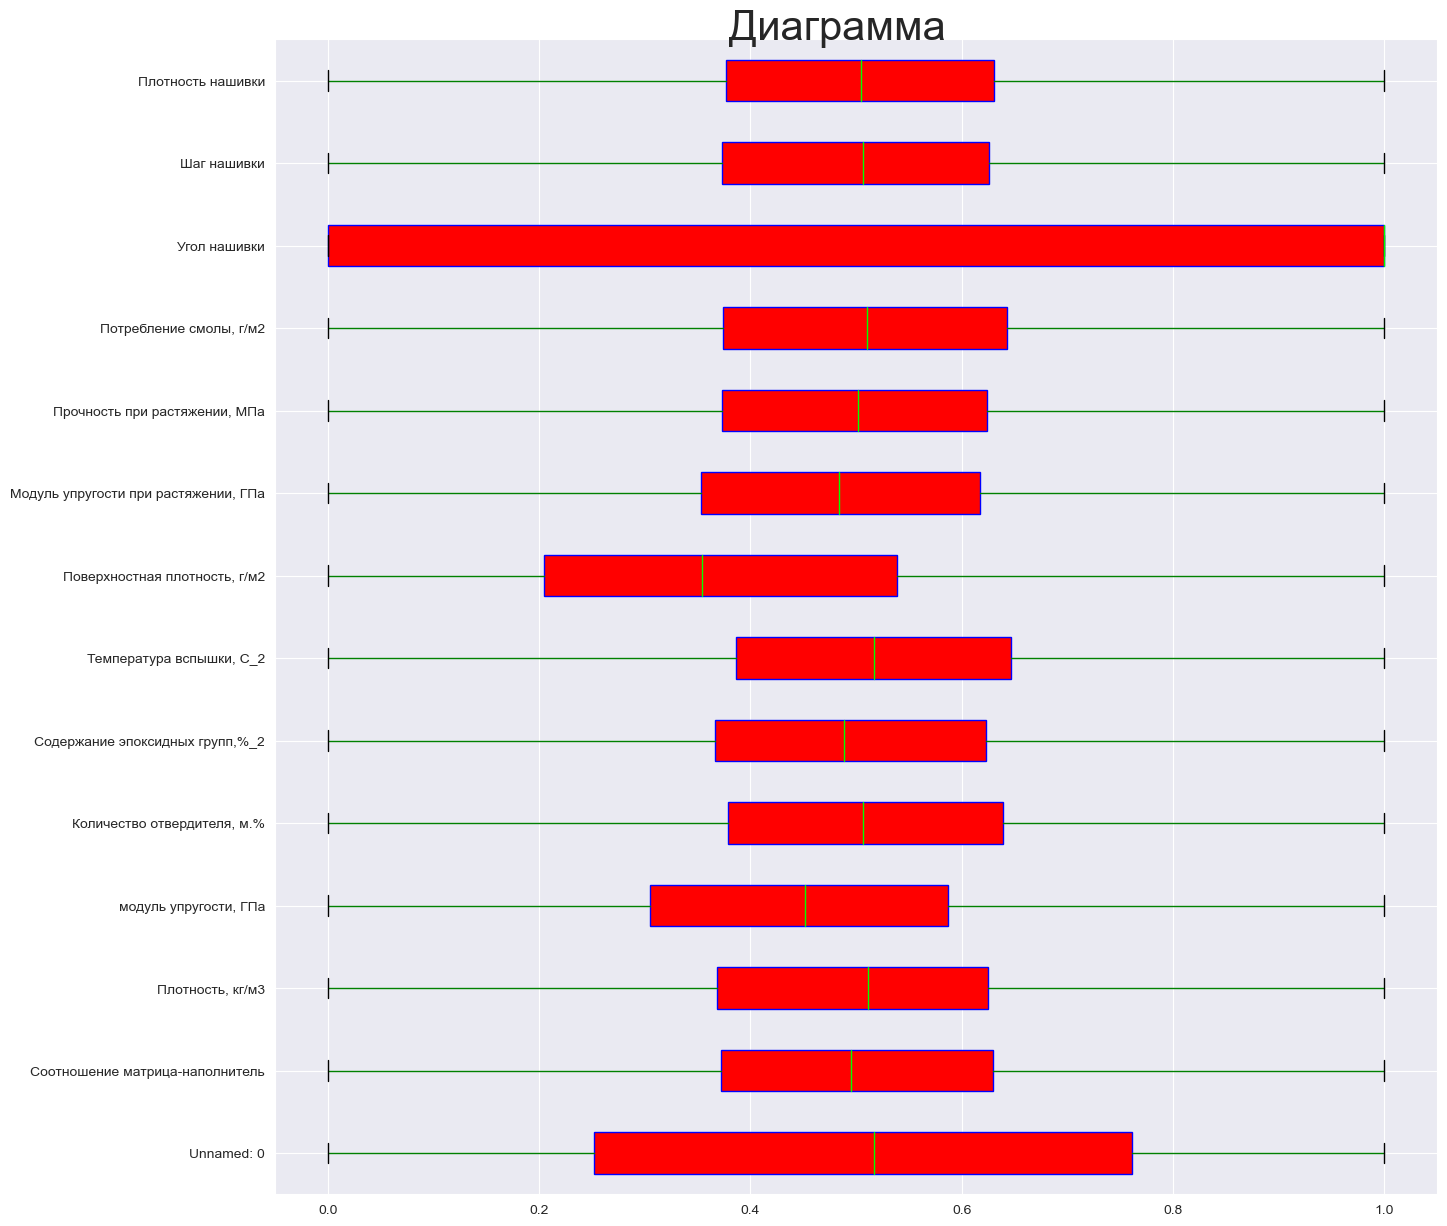 Диаграмма
Плотность нашивки
Шаг нашивки
Угол нашивки
Потребление смолы, г/м2
Прочность при растяжении, МПа
Модуль упругости при растяжении, ГПа
Поверхностная плотность, г/м2
Температура вспышки, С_2
Содержание эпоксидных групп,%_2
Количество отвердителя, м.%
модуль упругости, ГПа
Плотность, кг/м3
Соотношение матрица-наполнитель
Unnamed: 0
0.0 0.2 0.4 0.6 0.8 1.0